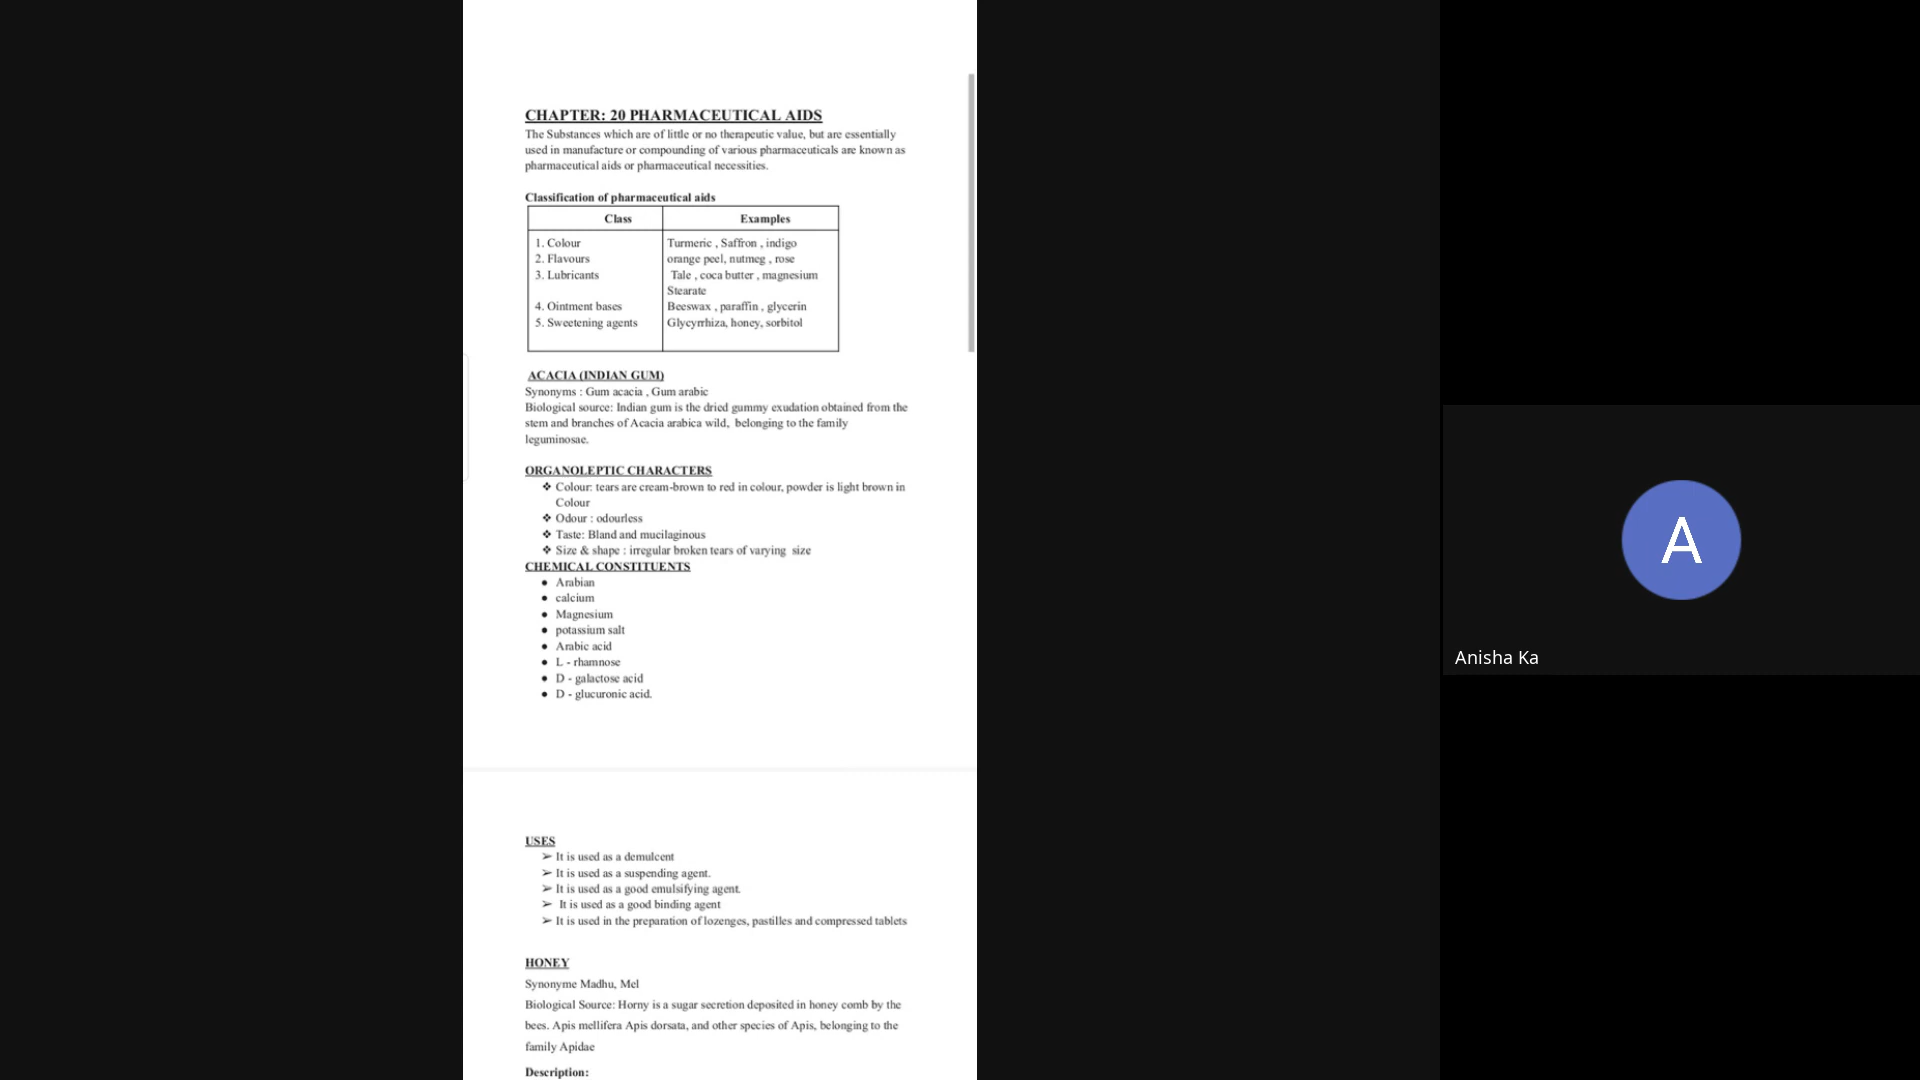 CHAPTER: 20 PHARMACEUTICAL AIDS
The Substances which are of little or no therapeutic value, but are essentially
used in manufacture or compounding of various pharmaceuticals are known as
pharmaceutical aids or pharmaceutical necessities.
Classification of pharmaceutical aids
Class Examples
1. Colour Turmeric , Saffron , indigo
2. Flavours orange peel, nutmeg , rose
3. Lubricants Tale , coca butter , magnesium
Stearate
4. Ointment bases Beeswax , paraffin , glycerin
5. Sweetening agents Glycyrrhiza, honey, sorbitol
ACACIA (INDIAN GUM)
Synonyms : Gum acacia , Gum arabic
Biological source: Indian gum is the dried gummy exudation obtained from the
stem and branches of Acacia arabica wild, belonging to the family
leguminosae.
ORGANOLEPTIC CHARACTERS
❖ Colour: tears are cream-brown to red in colour, powder is light brown in
Colour
❖ Odour : odourless
❖ Taste: Bland and mucilaginous
❖ Size & shape : irregular broken tears of varying size
CHEMICAL CONSTITUENTS
● Arabian
● calcium
● Magnesium
● potassium salt
● Arabic acid
● L - rhamnose
● D - galactose acid
● D - glucuronic acid.
USES
➢ It is used as a demulcent
➢ It is used as a suspending agent.
➢ It is used as a good emulsifying agent.
➢ It is used as a good binding agent
➢ It is used in the preparation of lozenges, pastilles and compressed tablets
HONEY
Synonyme Madhu, Mel
Biological Source: Horny is a sugar secretion deposited in honey comb by the
bees. Apis mellifera Apis dorsata, and other species of Apis, belonging to the
family Apidae
Description:
A
Anisha Ka